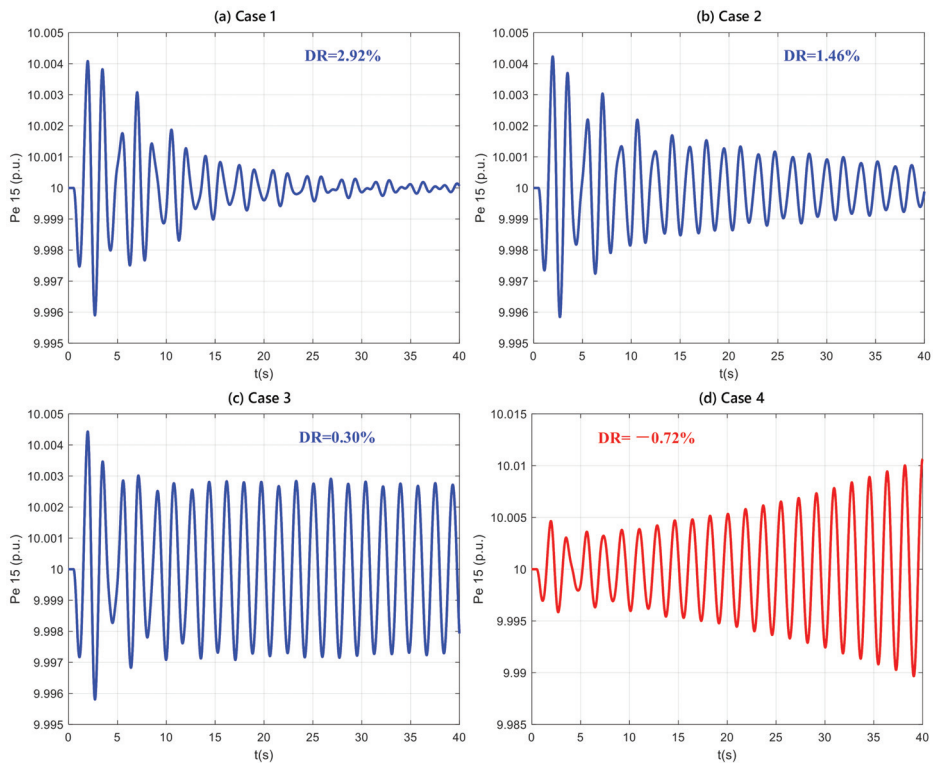 (a) Case 1
DR=2.92%
10.005
10.004
10.003
10.002
10.001
10
9.999
9.998
9.997
9.996
9.995
Pe 15 (p.u.)
0 5 10 15 20 25 30 35 40
t(s)
(b) Case 2
DR=1.46%
10.005
10.004
10.003
10.002
10.001
10
9.999
9.998
9.997
9.996
9.995
Pe 15 (p.u.)
0 5 10 15 20 25 30 35 40
t(s)
(c) Case 3
DR=0.30%
10.005
10.004
10.003
10.002
10.001
10
9.999
9.998
9.997
9.996
9.995
Pe 15 (p.u.)
0 5 10 15 20 25 30 35 40
t(s)
(d) Case 4
DR= －0.72%
10.015
10.01
10.005
10
9.995
9.99
9.985
Pe 15 (p.u.)
0 5 10 15 20 25 30 35 40
t(s)